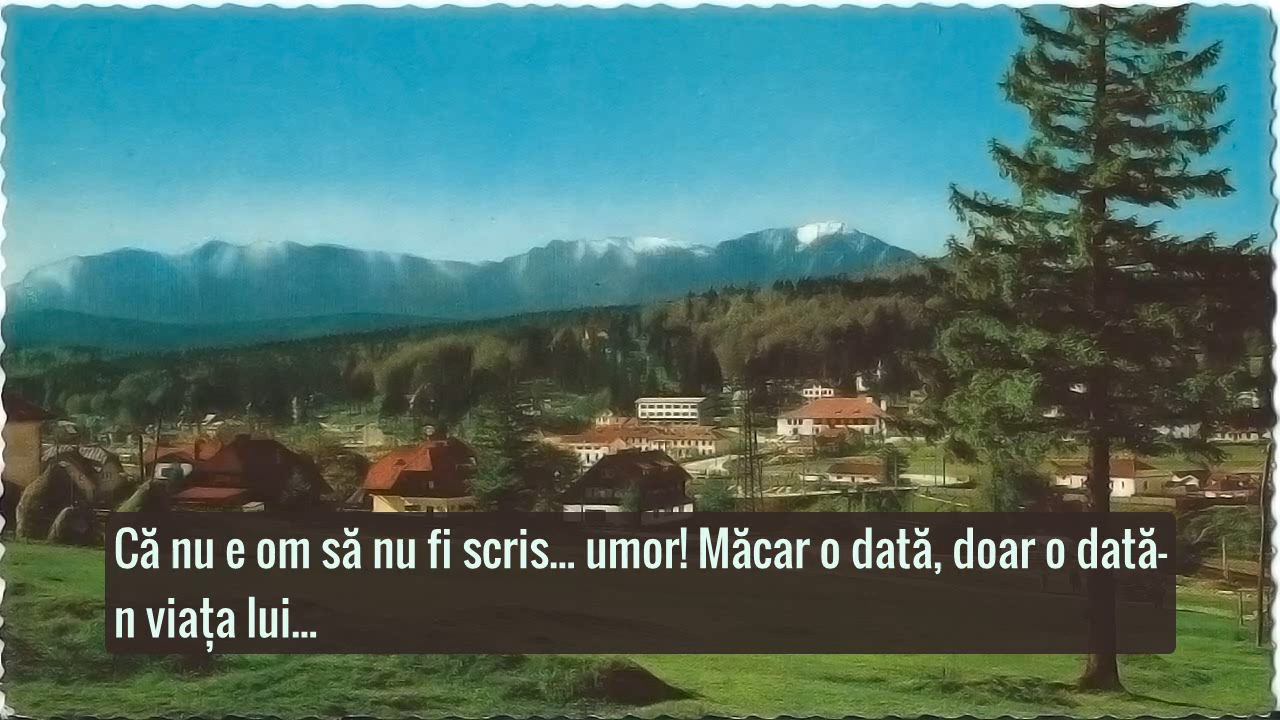 Că nu e om să nu fi scris... umor! Măcar o dată, doar o dată-
n viața lui...